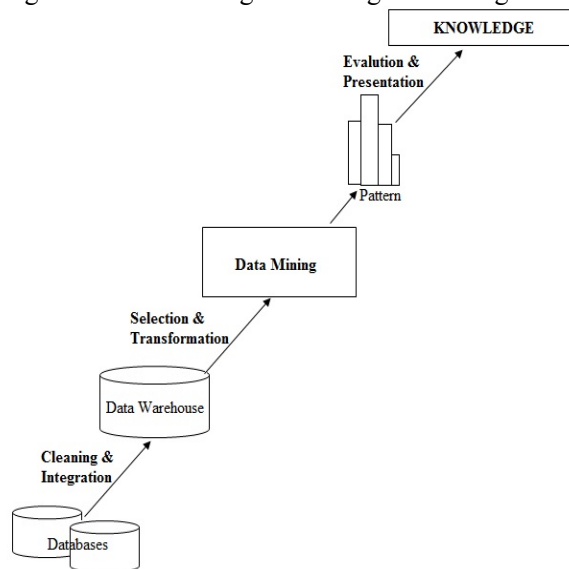 KNOWLEDGE
Evalution &
Presentation
Pattern
Data Mining
Selection &
Transformation
Data Warehouse
Cleaning &
Integration
Databases